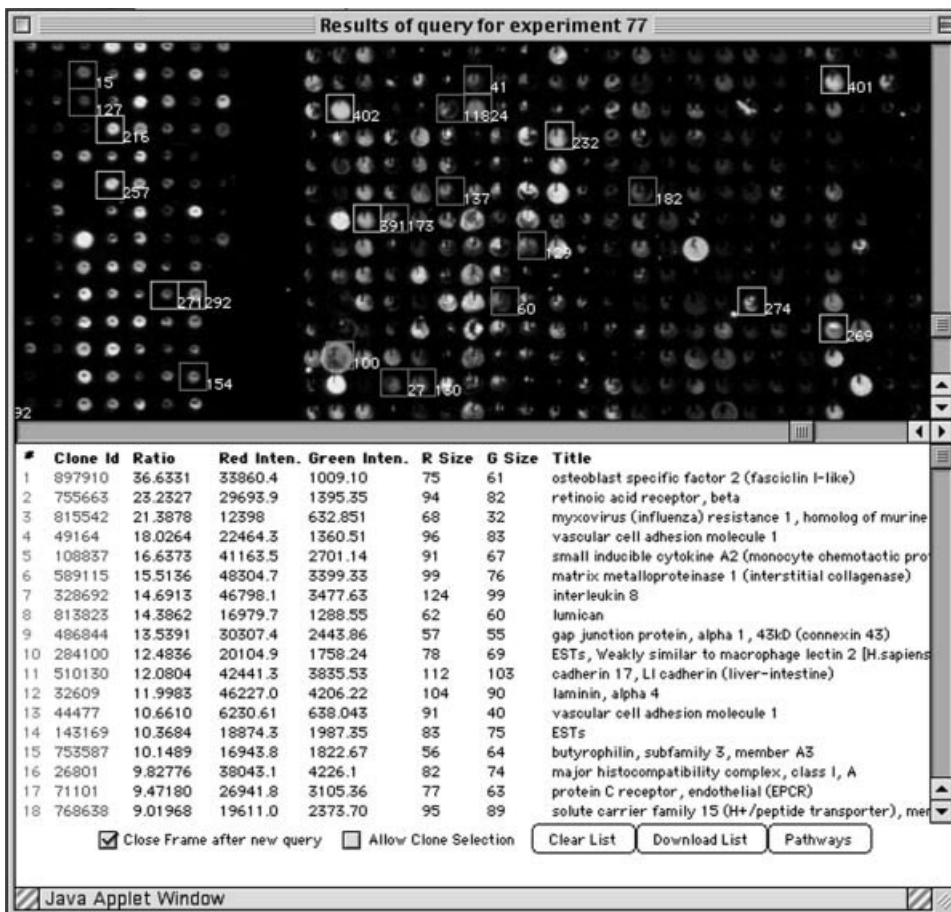 Results of query for experiment 77
15
41
401
127
402
11824
216
232
257
137
182
391173
129
271292
60
274
269
100
154
27 130
92
# Clone Id Ratio Red Inten. Green Inten. R Size G Size Title
1 897910 36.6331 33860.4 1009.10 75 61 osteoblast specific factor 2 (fasciclin I-like)
2 755663 23.2327 29693.9 1395.35 94 82 retinoic acid receptor, beta
3 815542 21.3878 12398 632.851 68 32 myxovirus (influenza) resistance 1, homolog of murine
4 49164 18.0264 22464.3 1360.51 96 83 vascular cell adhesion molecule 1
5 108837 16.6373 41163.5 2701.14 91 67 small inducible cytokine A2 (monocyte chemotactic pro
6 589115 15.5136 48304.7 3399.33 99 76 matrix metalloproteinase 1 (interstitial collagenase)
7 328692 14.6913 46798.1 3477.63 124 99 interleukin 8
8 813823 14.3862 16979.7 1288.55 62 60 lumican
9 486844 13.5391 30307.4 2443.86 57 55 gap junction protein, alpha 1, 43kD (connexin 43)
10 284100 12.4836 20104.9 1758.24 78 69 ESTs, Weakly similar to macrophage lectin 2 [H.sapiens
11 510130 12.0804 42441.3 3835.53 112 103 cadherin 17, LI cadherin (liver-intestine)
12 32609 11.9983 46227.0 4206.22 104 90 laminin, alpha 4
13 44477 10.6610 6230.61 638.043 91 40 vascular cell adhesion molecule 1
14 143169 10.3684 18874.3 1987.35 83 75 ESTs
15 753587 10.1489 16943.8 1822.67 56 64 butyrophilin, subfamily 3, member A3
16 26801 9.82776 38043.1 4226.1 82 74 major histocompatibility complex, class I, A
17 71101 9.47180 26941.8 3105.36 77 63 protein C receptor, endothelial (EPCR)
18 768638 9.01968 19611.0 2373.70 95 89 solute carrier family 15 (H+/peptide transporter), mer
Close Frame after new query Allow Clone Selection Clear List Download List Pathways
Java Applet Window